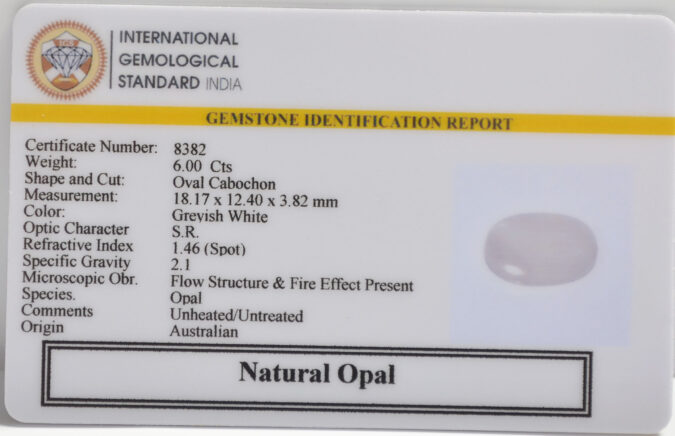 IGS
INTERNATIONAL
GEMOLOGICAL
STANDARD INDIA
GEMSTONE IDENTIFICATION REPORT
Certificate Number: 8382
Weight: 6.00 Cts
Shape and Cut: Oval Cabochon
Measurement: 18.17 x 12.40 x 3.82 mm
Color: Greyish White
Optic Character S.R.
Refractive Index 1.46 (Spot)
Specific Gravity 2.1
Microscopic Obr. Flow Structure & Fire Effect Present
Species. Opal
Comments Unheated/Untreated
Origin Australian
Natural Opal